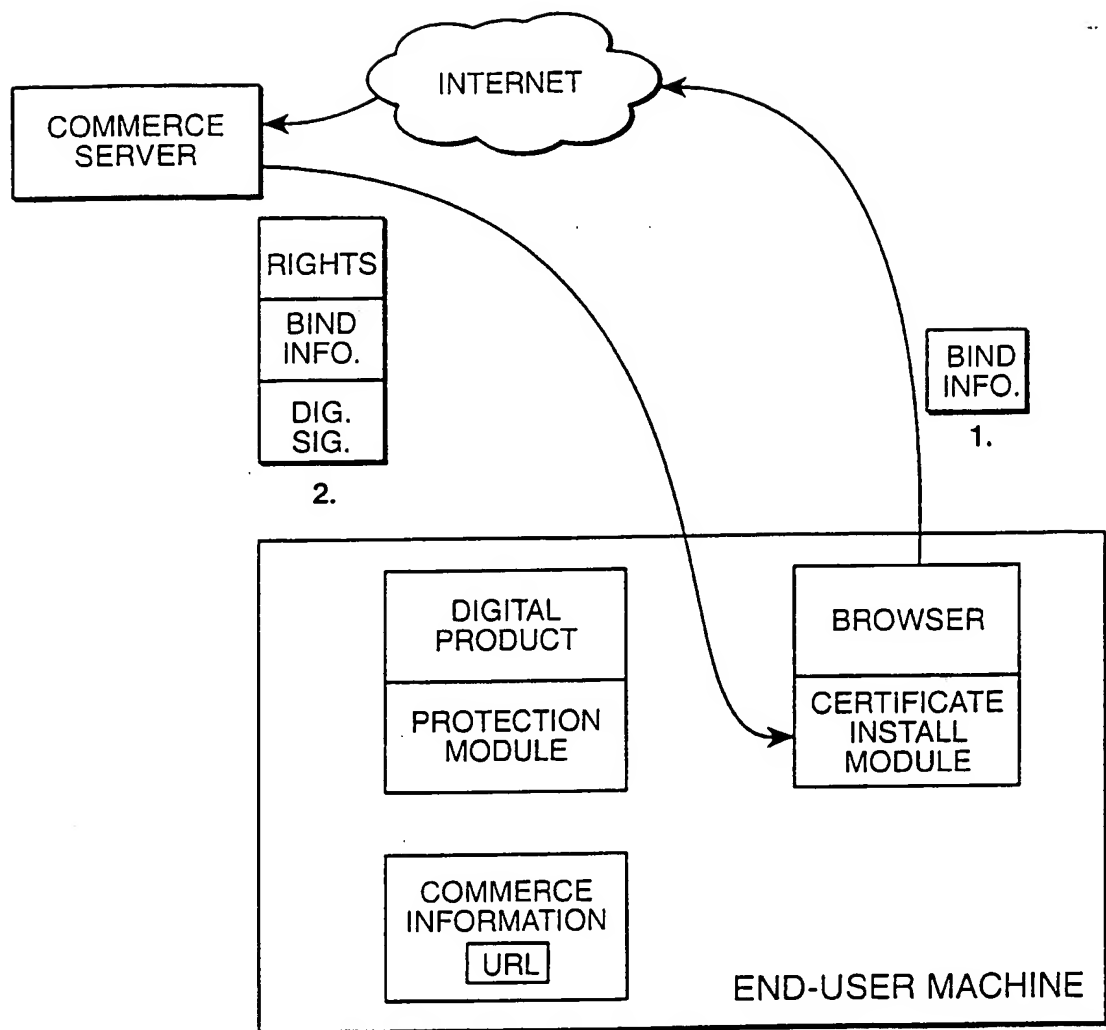 INTERNET
COMMERCE
SERVER
RIGHTS
BIND
INFO.
DIG.
SIG.
2.
BIND
INFO.
1.
DIGITAL
PRODUCT
PROTECTION
MODULE
BROWSER
CERTIFICATE
INSTALL
MODULE
COMMERCE
INFORMATION
URL
END-USER MACHINE